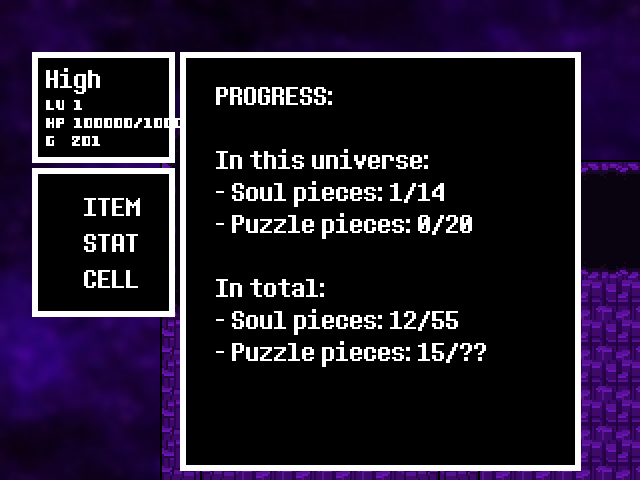 High
LV 1
HP 100000/1000
G 201
ITEM
STAT
CELL
PROGRESS:
In this universe:
- Soul pieces: 1/14
- Puzzle pieces: 0/20
In total:
- Soul pieces: 12/55
- Puzzle pieces: 15/??